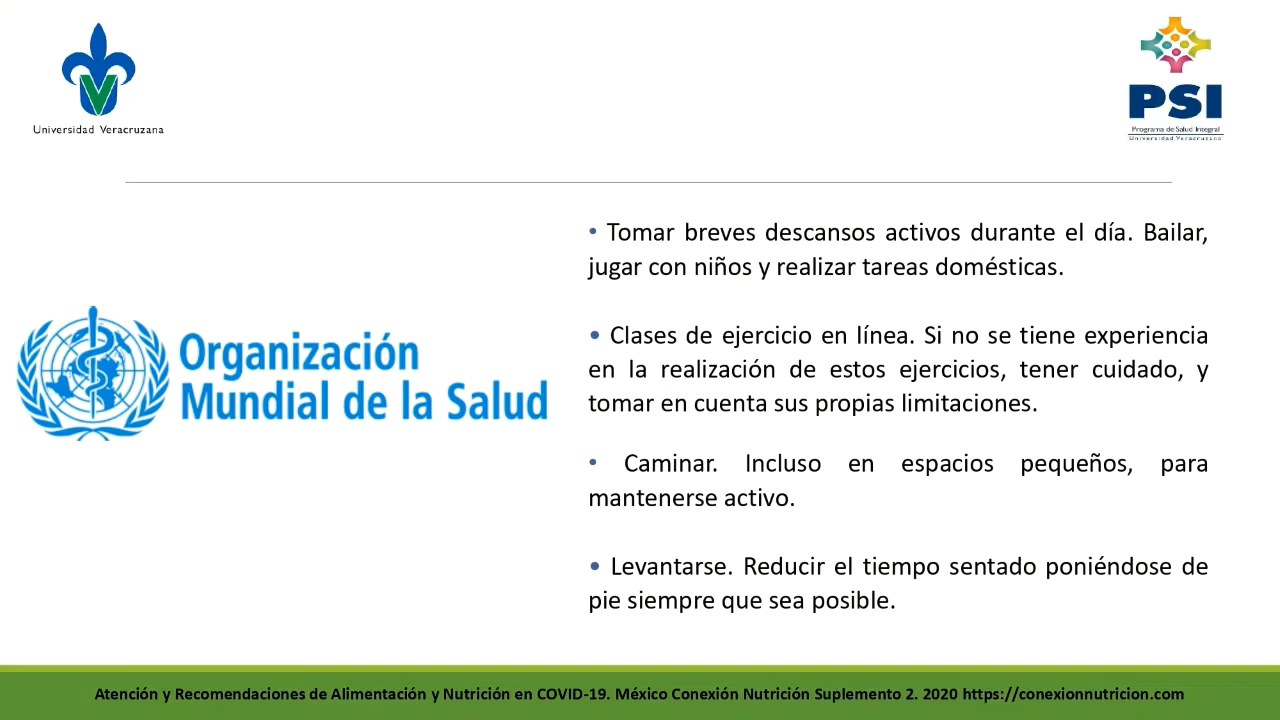 Universidad Veracruzana
PSI
Programa de Salud Integral
Universidad Veracruzana
Organización
Mundial de la Salud
• Tomar breves descansos activos durante el día. Bailar,
jugar con niños y realizar tareas domésticas.
• Clases de ejercicio en línea. Si no se tiene experiencia
en la realización de estos ejercicios, tener cuidado, y
tomar en cuenta sus propias limitaciones.
• Caminar. Incluso en espacios pequeños, para
mantenerse activo.
• Levantarse. Reducir el tiempo sentado poniéndose de
pie siempre que sea posible.
Atención y Recomendaciones de Alimentación y Nutrición en COVID-19. México Conexión Nutrición Suplemento 2. 2020 https://conexionnutricion.com